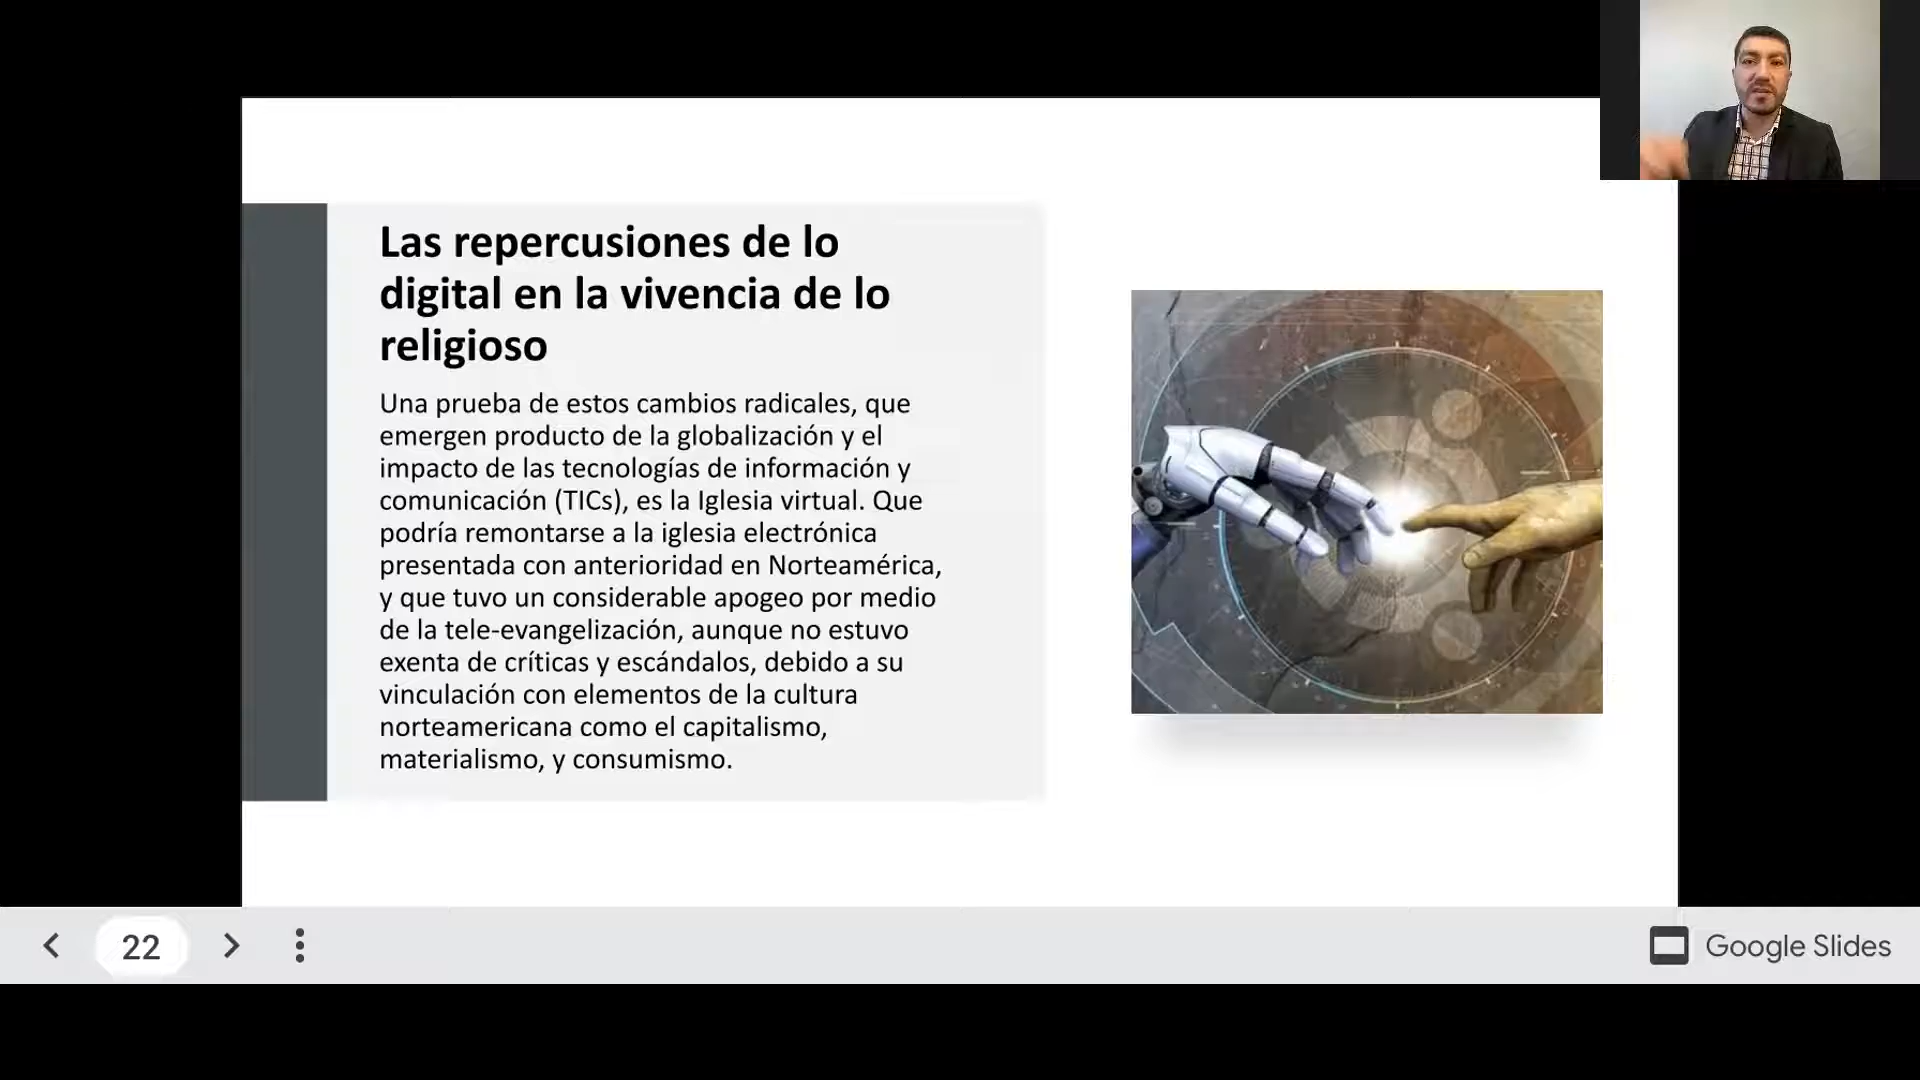 Las repercusiones de lo
digital en la vivencia de lo
religioso
Una prueba de estos cambios radicales, que
emergen producto de la globalización y el
impacto de las tecnologías de información y
comunicación (TICs), es la Iglesia virtual. Que
podría remontarse a la iglesia electrónica
presentada con anterioridad en Norteamérica,
y que tuvo un considerable apogeo por medio
de la tele-evangelización, aunque no estuvo
exenta de críticas y escándalos, debido a su
vinculación con elementos de la cultura
norteamericana como el capitalismo,
materialismo, y consumismo.
22
Google Slides